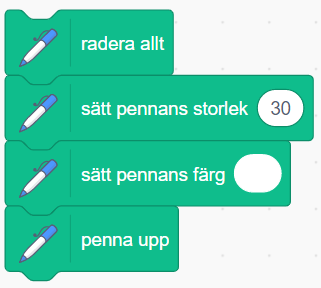 radera allt
sätt pennans storlek 30
sätt pennans färg
penna upp